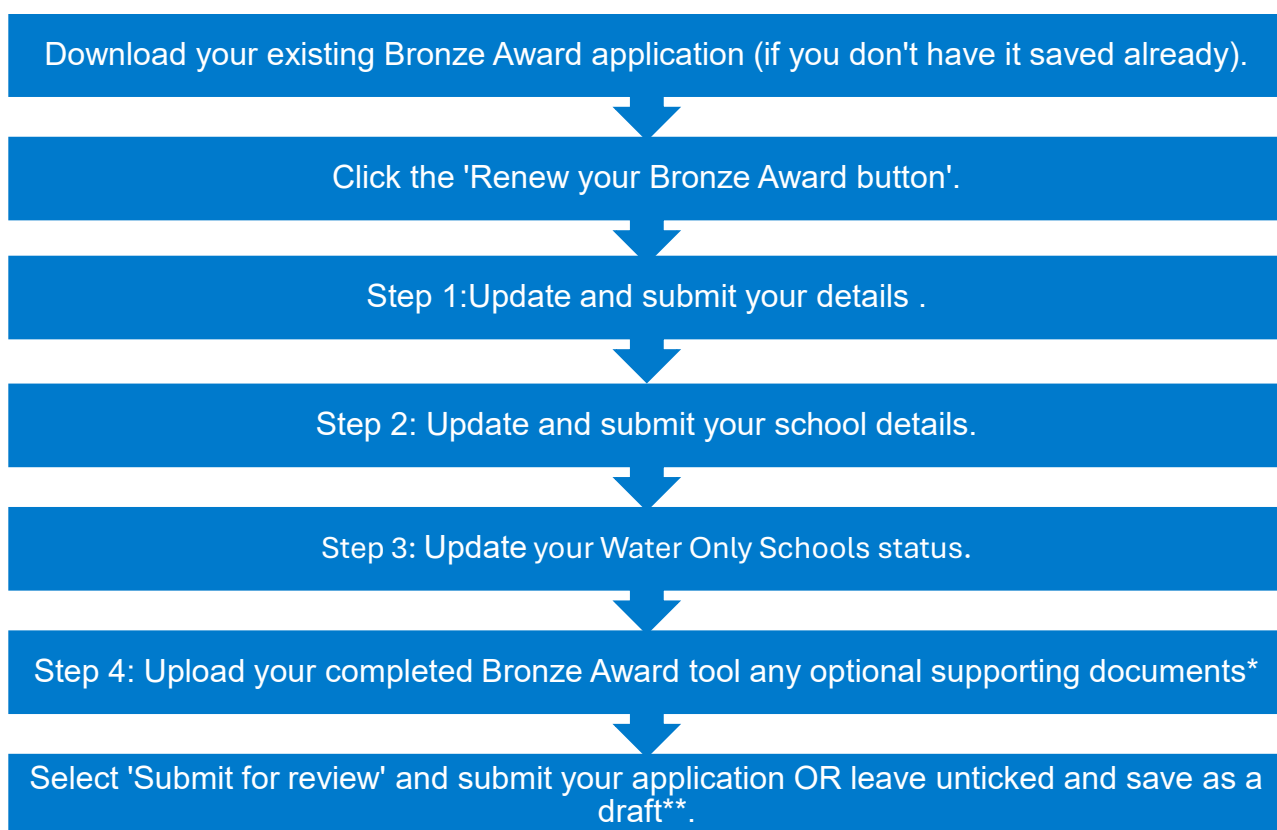 Download your existing Bronze Award application (if you don't have it saved already).
Click the 'Renew your Bronze Award button'.
Step 1:Update and submit your details .
Step 2: Update and submit your school details.
Step 3: Update your Water Only Schools status.
Step 4: Upload your completed Bronze Award tool any optional supporting documents*
Select 'Submit for review' and submit your application OR leave unticked and save as a
draft**.